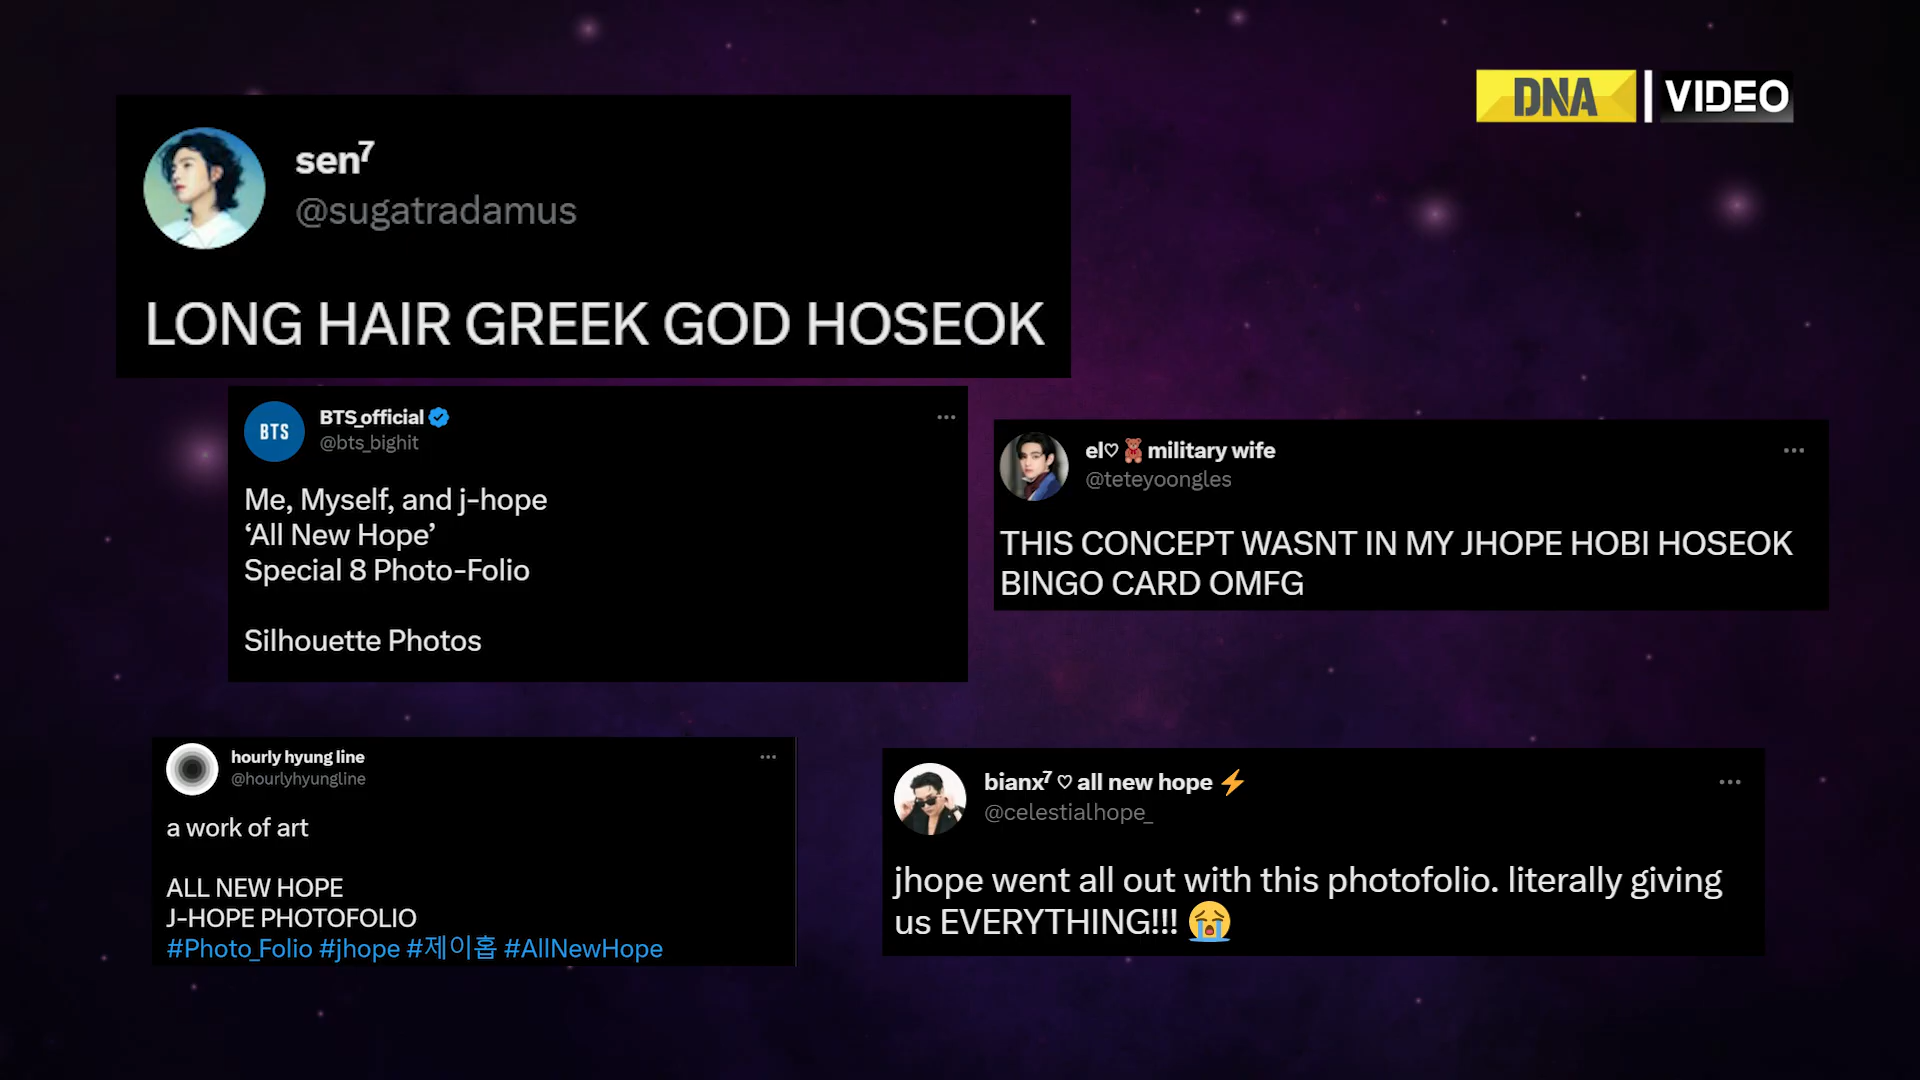 DNA | VIDEO
sen⁷
@sugatradamus
LONG HAIR GREEK GOD HOSEOK
BTS
BTS_official
@bts_bighit
Me, Myself, and j-hope
‘All New Hope’
Special 8 Photo-Folio
Silhouette Photos
el♡🧸military wife
@teteyoongles
THIS CONCEPT WASNT IN MY JHOPE HOBI HOSEOK
BINGO CARD OMFG
hourly hyung line
@hourlyhyungline
a work of art
ALL NEW HOPE
J-HOPE PHOTOFOLIO
#Photo_Folio #jhope #제이홉 #AllNewHope
bianx⁷ ♡ all new hope ⚡
@celestialhope_
jhope went all out with this photofolio. literally giving
us EVERYTHING!!! 😭